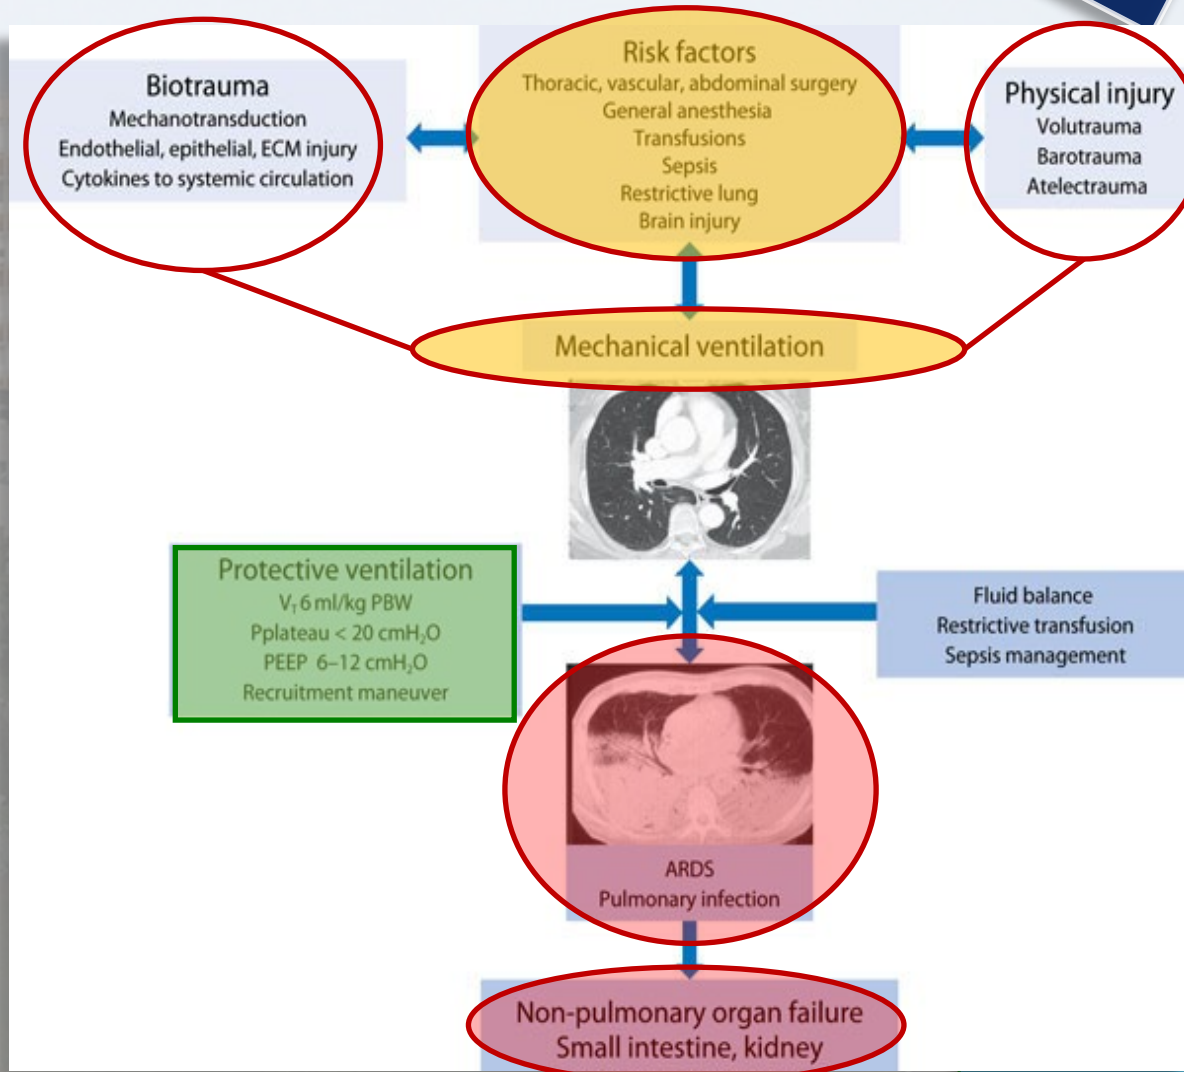 Biotrauma
Mechanotransduction
Endothelial, epithelial, ECM injury
Cytokines to systemic circulation
Risk factors
Thoracic, vascular, abdominal surgery
General anesthesia
Transfusions
Sepsis
Restrictive lung
Brain injury
Physical injury
Volutrauma
Barotrauma
Atelectrauma
Mechanical ventilation
Protective ventilation
V₁ 6 ml/kg PBW
Pplateau < 20 cmH₂O
PEEP 6–12 cmH₂O
Recruitment maneuver
Fluid balance
Restrictive transfusion
Sepsis management
ARDS
Pulmonary infection
Non-pulmonary organ failure
Small intestine, kidney